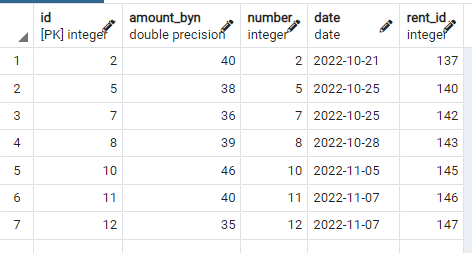 id amount_byn number date rent_id
[PK] integer double precision integer date integer
1 2 40 2 2022-10-21 137
2 5 38 5 2022-10-25 140
3 7 36 7 2022-10-25 142
4 8 39 8 2022-10-28 143
5 10 46 10 2022-11-05 145
6 11 40 11 2022-11-07 146
7 12 35 12 2022-11-07 147